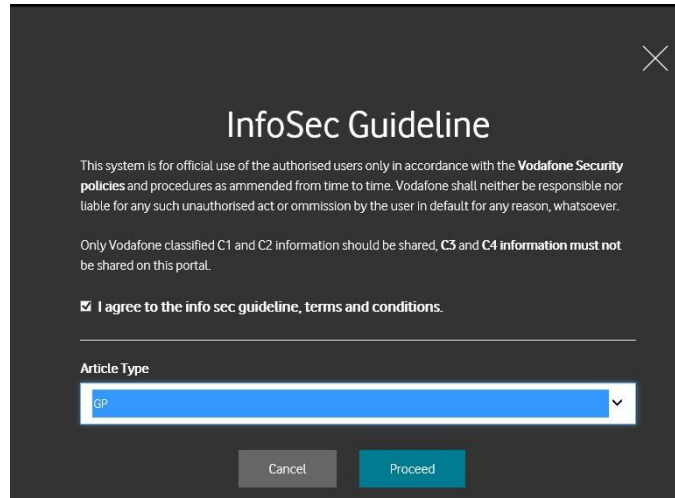 InfoSec Guideline
This system is for official use of the authorised users only in accordance with the Vodafone Security
policies and procedures as ammended from time to time. Vodafone shall neither be responsible nor
liable for any such unauthorised act or ommission by the user in default for any reason, whatsoever.
Only Vodafone classified C1 and C2 information should be shared, C3 and C4 information must not
be shared on this portal.
I agree to the info sec guideline, terms and conditions.
Article Type
GP
Cancel
Proceed